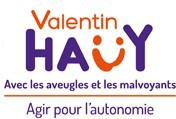 Valentin
HAÜY
Avec les aveugles et les malvoyants
Agir pour l'autonomie